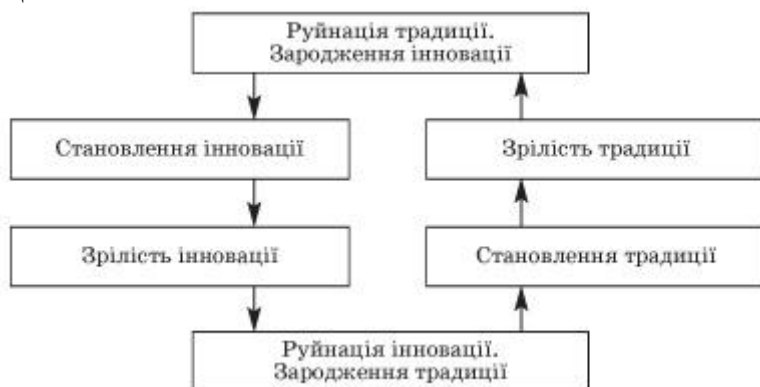 Руйнація традиції.
Зародження інновації
Становлення інновації
Зрілість традиції
Зрілість інновації
Становлення традиції
Руйнація інновації.
Зародження традиції